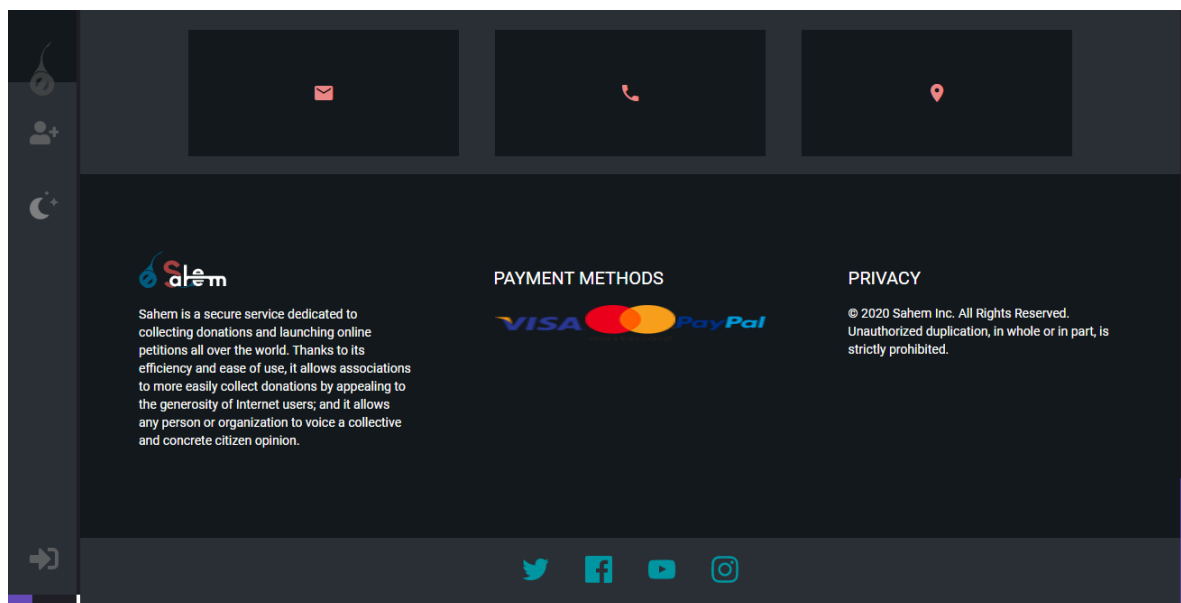 Sahem
PAYMENT METHODS
PRIVACY
Sahem is a secure service dedicated to
collecting donations and launching online
petitions all over the world. Thanks to its
efficiency and ease of use, it allows associations
to more easily collect donations by appealing to
the generosity of Internet users; and it allows
any person or organization to voice a collective
and concrete citizen opinion.
VISA
PayPal
© 2020 Sahem Inc. All Rights Reserved.
Unauthorized duplication, in whole or in part, is
strictly prohibited.